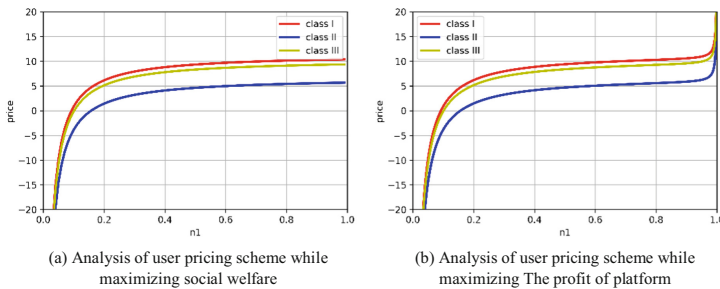 20
15
10
5
0
−5
−10
−15
−20
price
0.0 0.2 0.4 0.6 0.8 1.0
n1
class I
class II
class III
(a) Analysis of user pricing scheme while
maximizing social welfare
20
15
10
5
0
−5
−10
−15
−20
price
0.0 0.2 0.4 0.6 0.8 1.0
n1
class I
class II
class III
(b) Analysis of user pricing scheme while
maximizing The profit of platform